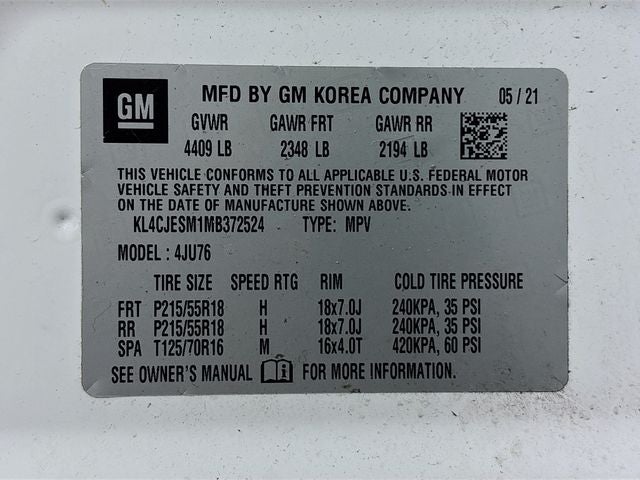 GM MFD BY GM KOREA COMPANY 05 / 21
GVWR GAWR FRT GAWR RR
4409 LB 2348 LB 2194 LB
THIS VEHICLE CONFORMS TO ALL APPLICABLE U.S. FEDERAL MOTOR
VEHICLE SAFETY AND THEFT PREVENTION STANDARDS IN EFFECT
ON THE DATE OF MANUFACTURE SHOWN ABOVE.
KL4CJESM1MB372524 TYPE: MPV
MODEL : 4JU76
TIRE SIZE SPEED RTG RIM COLD TIRE PRESSURE
FRT P215/55R18 H 18x7.0J 240KPA, 35 PSI
RR P215/55R18 H 18x7.0J 240KPA, 35 PSI
SPA T125/70R16 M 16x4.0T 420KPA, 60 PSI
SEE OWNER'S MANUAL FOR MORE INFORMATION.